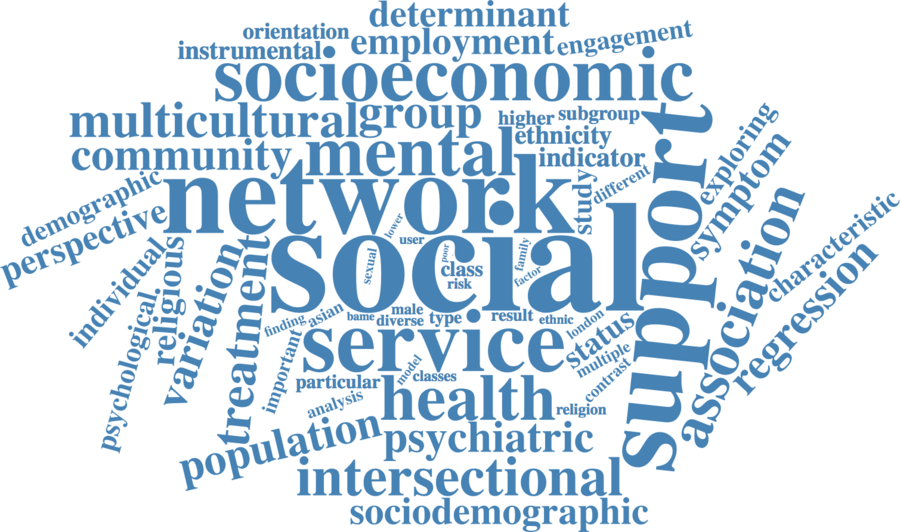 determinant
orientation
instrumental
employment
engagement
socioeconomic
multicultural
group
higher
subgroup
ethnicity
community
mental
indicator
exploring
symptom
support
different
study
network
demographic
perspective
lower
user
social
poor
class
risk
sexual
family
factor
individual
religious
psychological
variation
treatment
association
characteristic
regression
finding
asian
bame
male
diverse
type
result
ethnic
london
status
multiple
contrast
service
important
model
classes
particular
analysis
health
religion
population
psychiatric
intersectional
sociodemographic